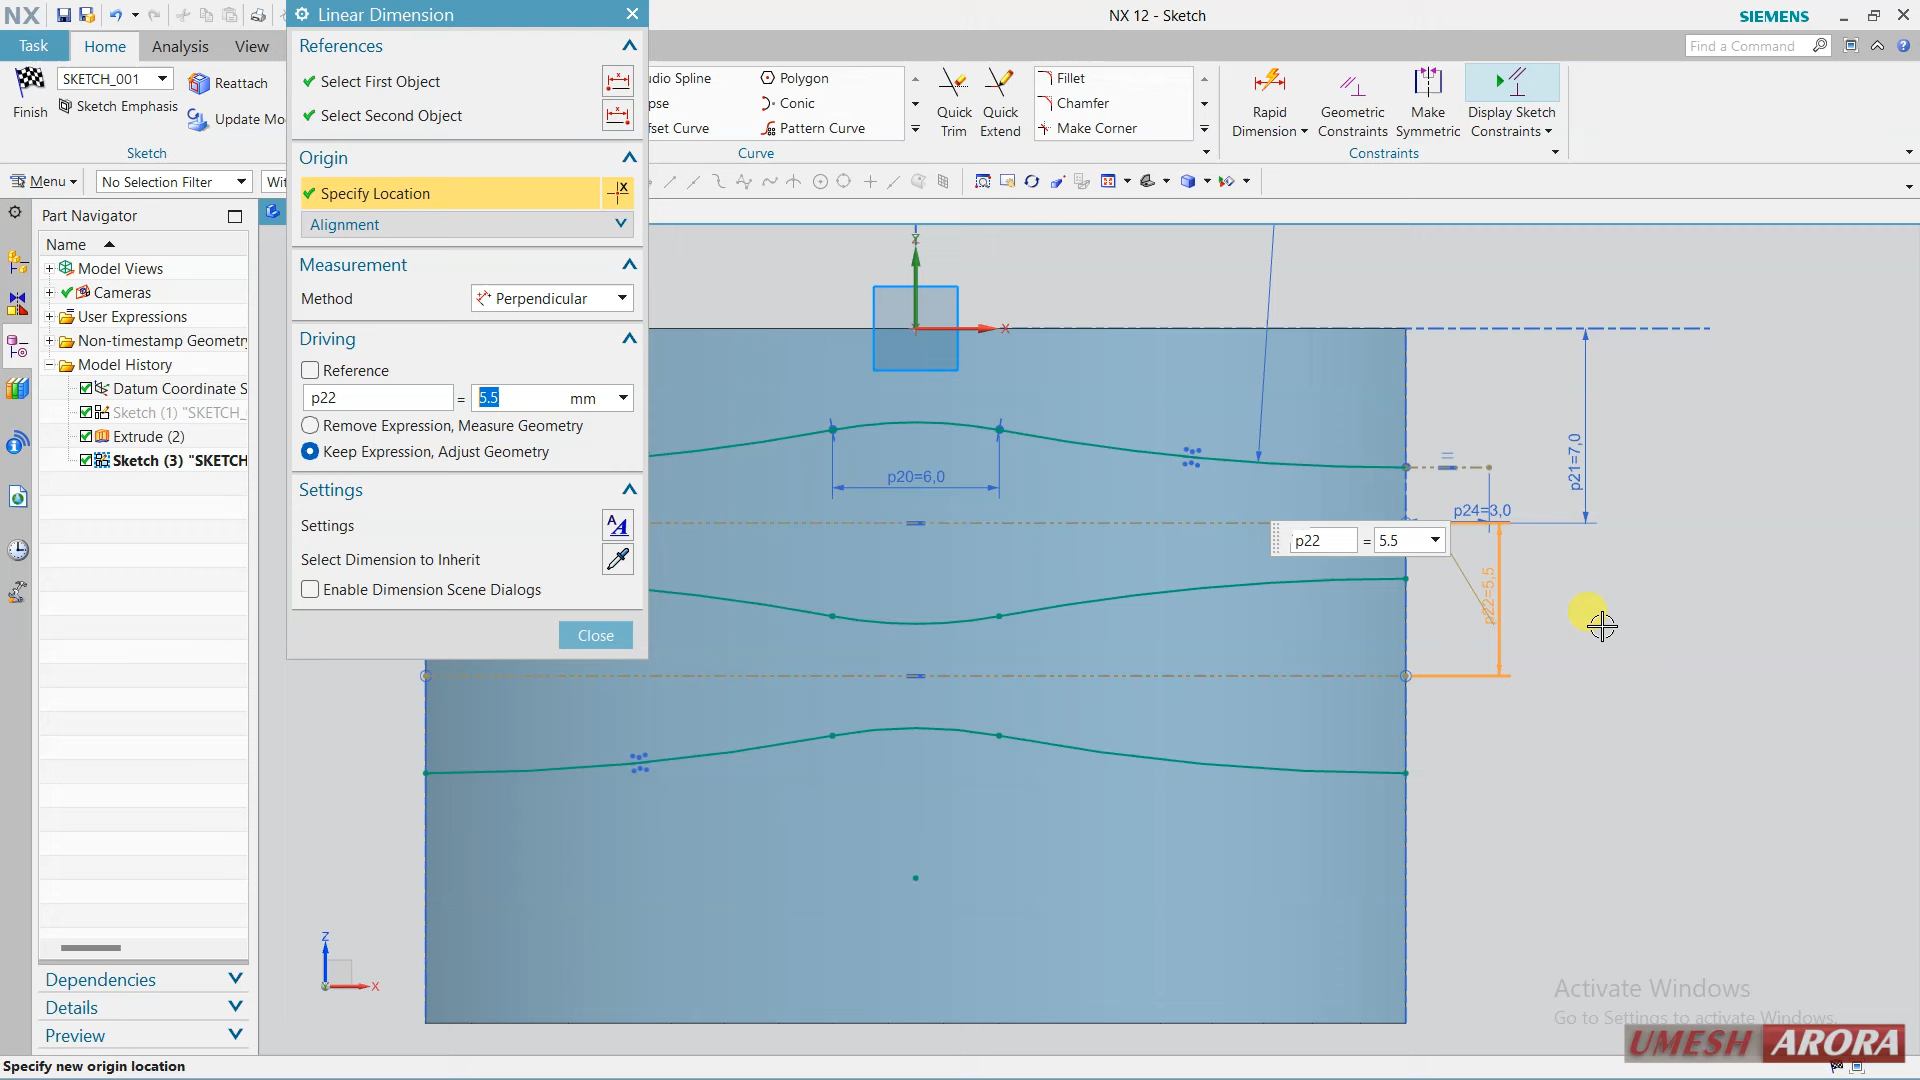 NX
Linear Dimension
NX 12 - Sketch
SIEMENS
Task
Home
Analysis
View
References
Find a Command
SKETCH_001
Reattach
Select First Object
Polygon
Fillet
Sketch Emphasis
Conic
Chamfer
Finish
Select Second Object
Pattern Curve
Make Corner
Quick Trim
Quick Extend
Rapid Dimension
Geometric Constraints
Make Symmetric
Display Sketch Constraints
Sketch
Origin
Curve
Constraints
Menu
No Selection Filter
Specify Location
Part Navigator
Alignment
Name
Model Views
Measurement
Cameras
Method
Perpendicular
User Expressions
Non-timestamp Geometry
Driving
Model History
Reference
Datum Coordinate S
p22 = 5.5 mm
Sketch (1) "SKETCH_
Remove Expression, Measure Geometry
Extrude (2)
Keep Expression, Adjust Geometry
Sketch (3) "SKETCH
Settings
Settings
Select Dimension to Inherit
Enable Dimension Scene Dialogs
Close
X
p20=6,0
p21=7,0
p24=3,0
p22 = 5.5
p22=5,5
Z
X
Dependencies
Details
Preview
Activate Windows
Go to Settings to activate Windows.
UMESH ARORA
Specify new origin location